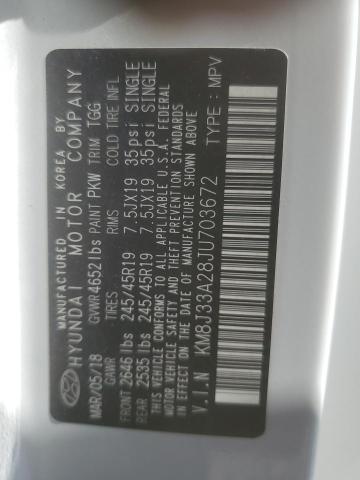 MANUFACTURED IN KOREA BY
HYUNDAI MOTOR COMPANY
MAR/05/18 GVWR 4652 lbs PAINT PKW TRIM TGG
GAWR TIRES RIMS COLD TIRE INFL
FRONT 2646 lbs 245/45R19 7.5JX19 35psi SINGLE
REAR 2535 lbs 245/45R19 7.5JX19 35psi SINGLE
THIS VEHICLE CONFORMS TO ALL APPLICABLE U.S.A. FEDERAL
MOTOR VEHICLE SAFETY AND THEFT PREVENTION STANDARDS
IN EFFECT ON THE DATE OF MANUFACTURE SHOWN ABOVE.
V.I.N KM8J33A28JU703672 TYPE: MPV